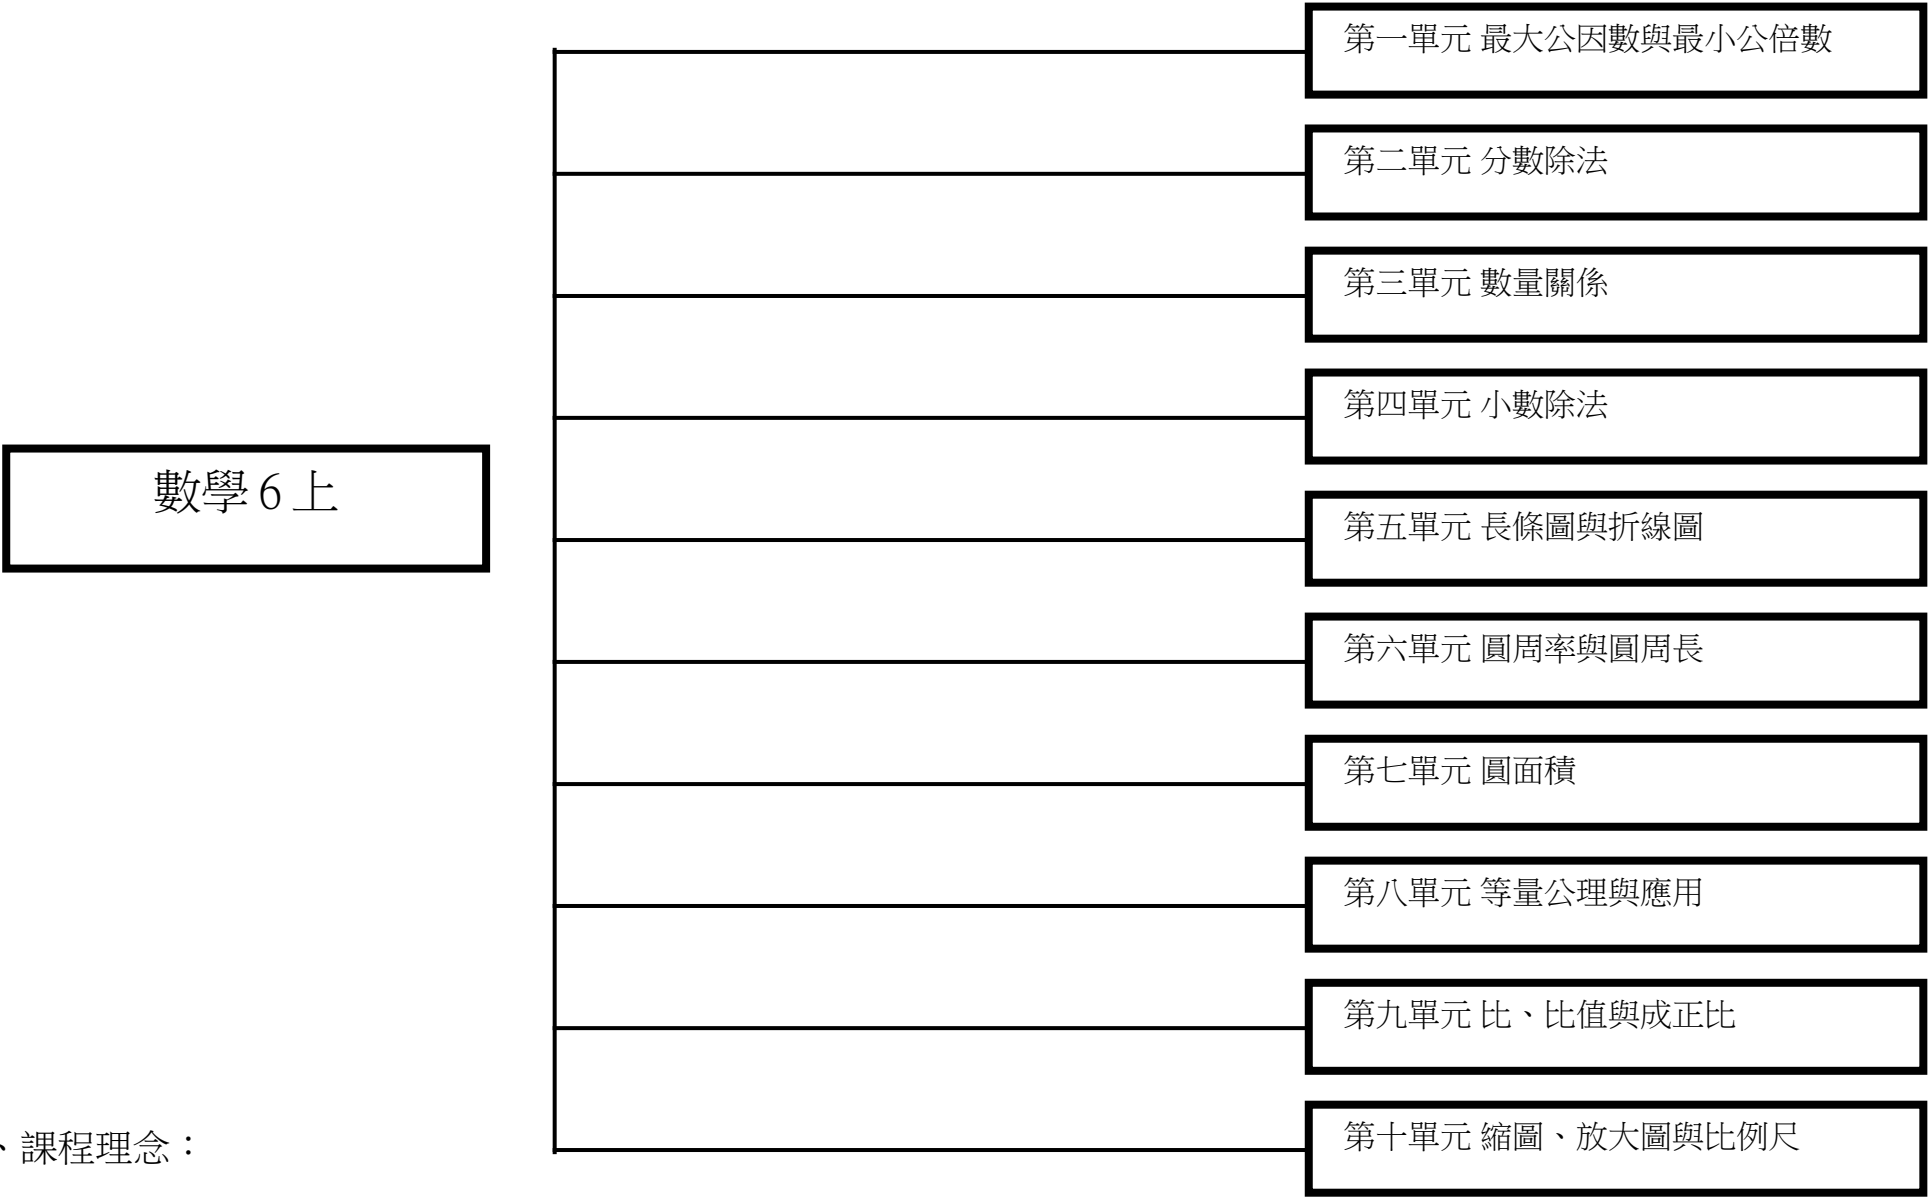 第一單元 最大公因數與最小公倍數
第二單元 分數除法
第三單元 數量關係
第四單元 小數除法
數學 6 上
第五單元 長條圖與折線圖
第六單元 圓周率與圓周長
第七單元 圓面積
第八單元 等量公理與應用
第九單元 比、比值與成正比
第十單元 縮圖、放大圖與比例尺
、課程理念：